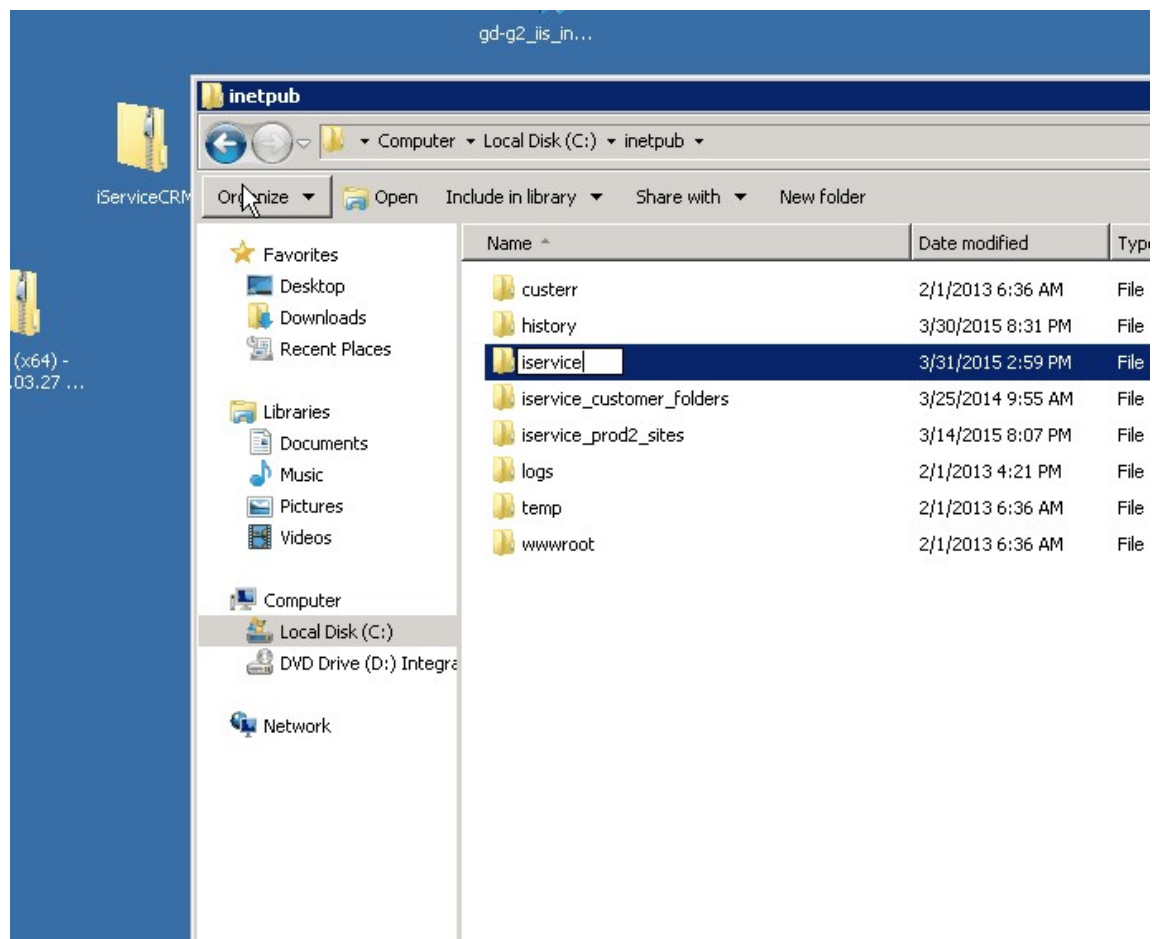 gd-g2_iis_in...
inetpub
Computer Local Disk (C:) inetpub
iServiceCRM
Organize Open Include in library Share with New folder
Name Date modified Type
Favorites
Desktop
Downloads
Recent Places
(x64) -
.03.27 ...
Libraries
Documents
Music
Pictures
Videos
Computer
Local Disk (C:)
DVD Drive (D:) Integra
Network
custerr 2/1/2013 6:36 AM File
history 3/30/2015 8:31 PM File
iservice 3/31/2015 2:59 PM File
iservice_customer_folders 3/25/2014 9:55 AM File
iservice_prod2_sites 3/14/2015 8:07 PM File
logs 2/1/2013 4:21 PM File
temp 2/1/2013 6:36 AM File
wwwroot 2/1/2013 6:36 AM File